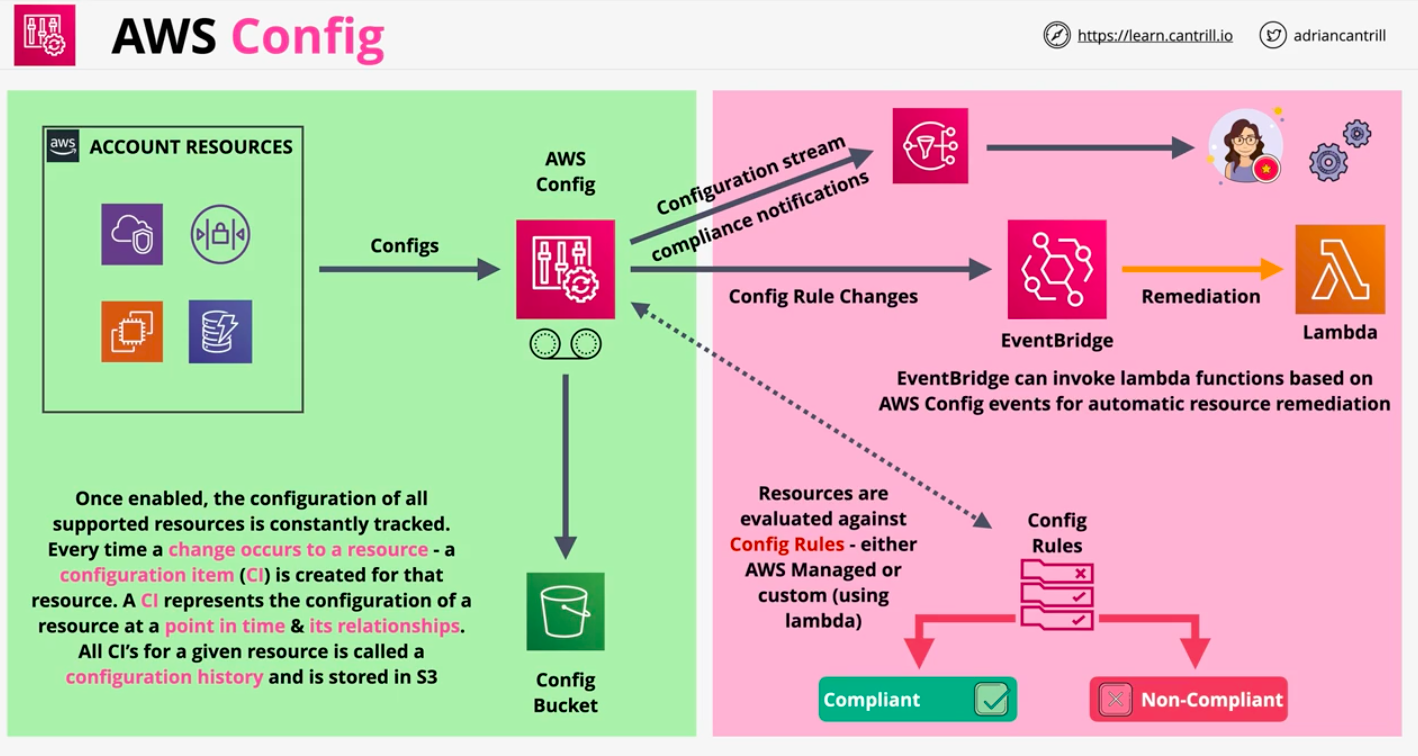 AWS Config
https://learn.cantrill.io
adriancantrill
aws
ACCOUNT RESOURCES
Configs
AWS
Config
Once enabled, the configuration of all
supported resources is constantly tracked.
Every time a change occurs to a resource - a
configuration item (CI) is created for that
resource. A CI represents the configuration of a
resource at a point in time & its relationships.
All CI's for a given resource is called a
configuration history and is stored in S3
Config
Bucket
Configuration stream
compliance notifications
Config Rule Changes
EventBridge
Remediation
Lambda
EventBridge can invoke lambda functions based on
AWS Config events for automatic resource remediation
Resources are
evaluated against
Config Rules - either
AWS Managed or
custom (using
lambda)
Config
Rules
Compliant
Non-Compliant